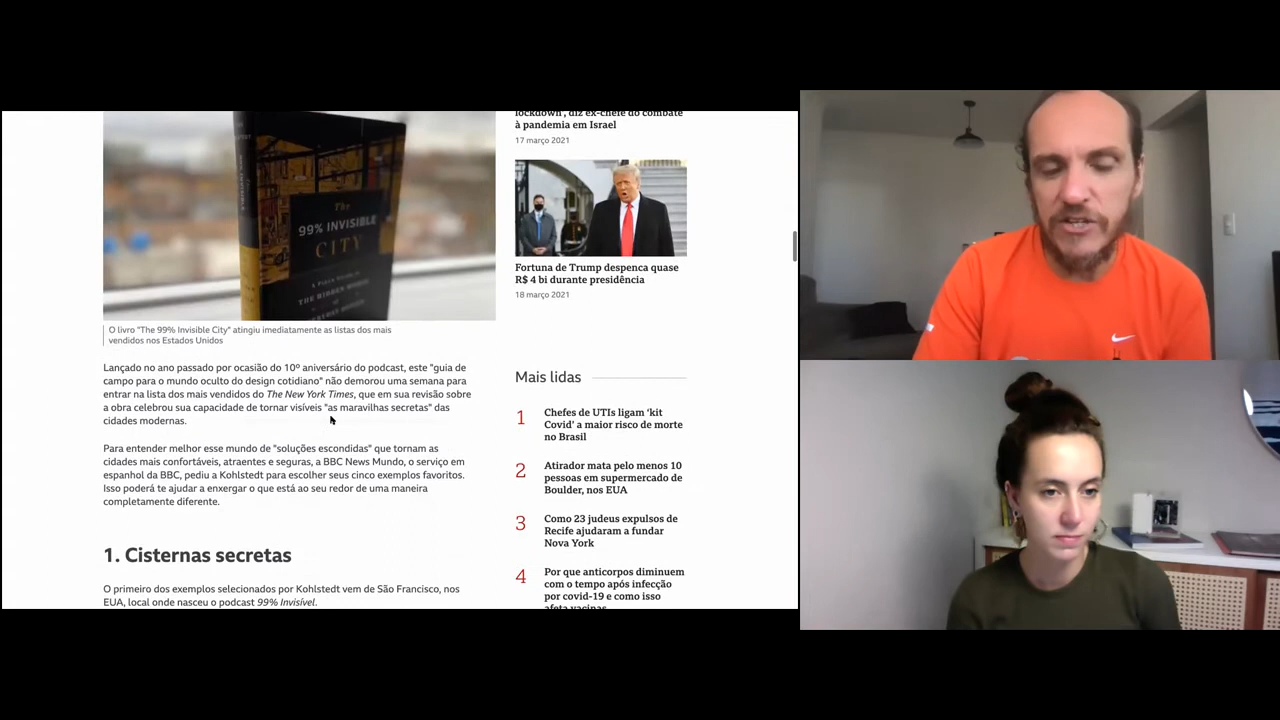 The
99% INVISIBLE
CITY
A FIELD GUIDE TO
THE HIDDEN WORLD
O livro "The 99% Invisible City" atingiu imediatamente as listas dos mais
vendidos nos Estados Unidos
Lançado no ano passado por ocasião do 10º aniversário do podcast, este "guia de
campo para o mundo oculto do design cotidiano" não demorou uma semana para
entrar na lista dos mais vendidos do The New York Times, que em sua revisão sobre
a obra celebrou sua capacidade de tornar visíveis "as maravilhas secretas" das
cidades modernas.
Para entender melhor esse mundo de "soluções escondidas" que tornam as
cidades mais confortáveis, atraentes e seguras, a BBC News Mundo, o serviço em
espanhol da BBC, pediu a Kohlstedt para escolher seus cinco exemplos favoritos.
Isso poderá te ajudar a enxergar o que está ao seu redor de uma maneira
completamente diferente.
1. Cisternas secretas
O primeiro dos exemplos selecionados por Kohlstedt vem de São Francisco, nos
EUA, local onde nasceu o podcast 99% Invisível.
lockdown', diz ex-chefe do combate
à pandemia em Israel
17 março 2021
Fortuna de Trump despenca quase
R$ 4 bi durante presidência
18 março 2021
Mais lidas
1 Chefes de UTIs ligam ‘kit
Covid’ a maior risco de morte
no Brasil
2 Atirador mata pelo menos 10
pessoas em supermercado de
Boulder, nos EUA
3 Como 23 judeus expulsos de
Recife ajudaram a fundar
Nova York
4 Por que anticorpos diminuem
com o tempo após infecção
por covid-19 e como isso
afeta vacinas